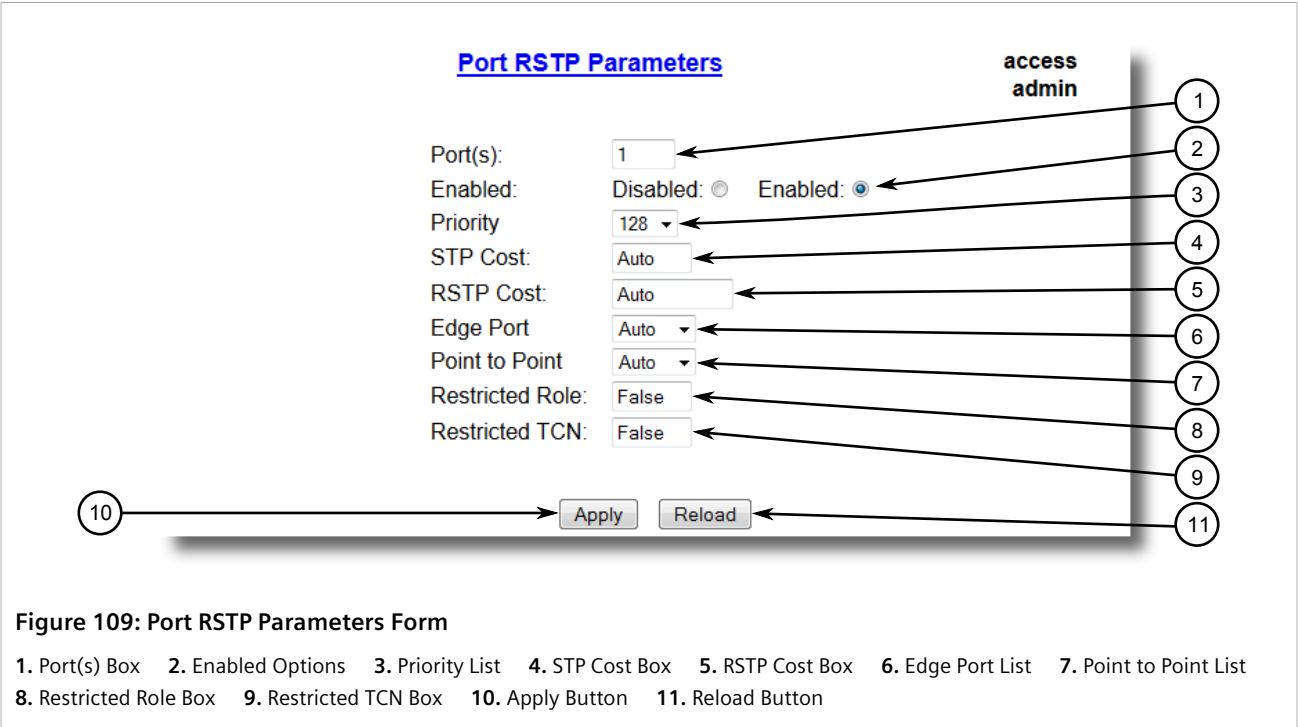 Port RSTP Parameters
access
admin
1
Port(s): 1
2
Enabled: Disabled: Enabled:
3
Priority 128
4
STP Cost: Auto
5
RSTP Cost: Auto
6
Edge Port Auto
7
Point to Point Auto
8
Restricted Role: False
9
Restricted TCN: False
10
Apply Reload
11
Figure 109: Port RSTP Parameters Form
1. Port(s) Box 2. Enabled Options 3. Priority List 4. STP Cost Box 5. RSTP Cost Box 6. Edge Port List 7. Point to Point List
8. Restricted Role Box 9. Restricted TCN Box 10. Apply Button 11. Reload Button